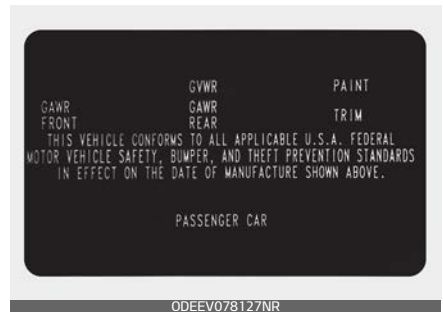 GVWR PAINT
GAWR FRONT GAWR REAR TRIM
THIS VEHICLE CONFORMS TO ALL APPLICABLE U.S.A. FEDERAL
MOTOR VEHICLE SAFETY, BUMPER, AND THEFT PREVENTION STANDARDS
IN EFFECT ON THE DATE OF MANUFACTURE SHOWN ABOVE.
PASSENGER CAR
ODEEV078127NR